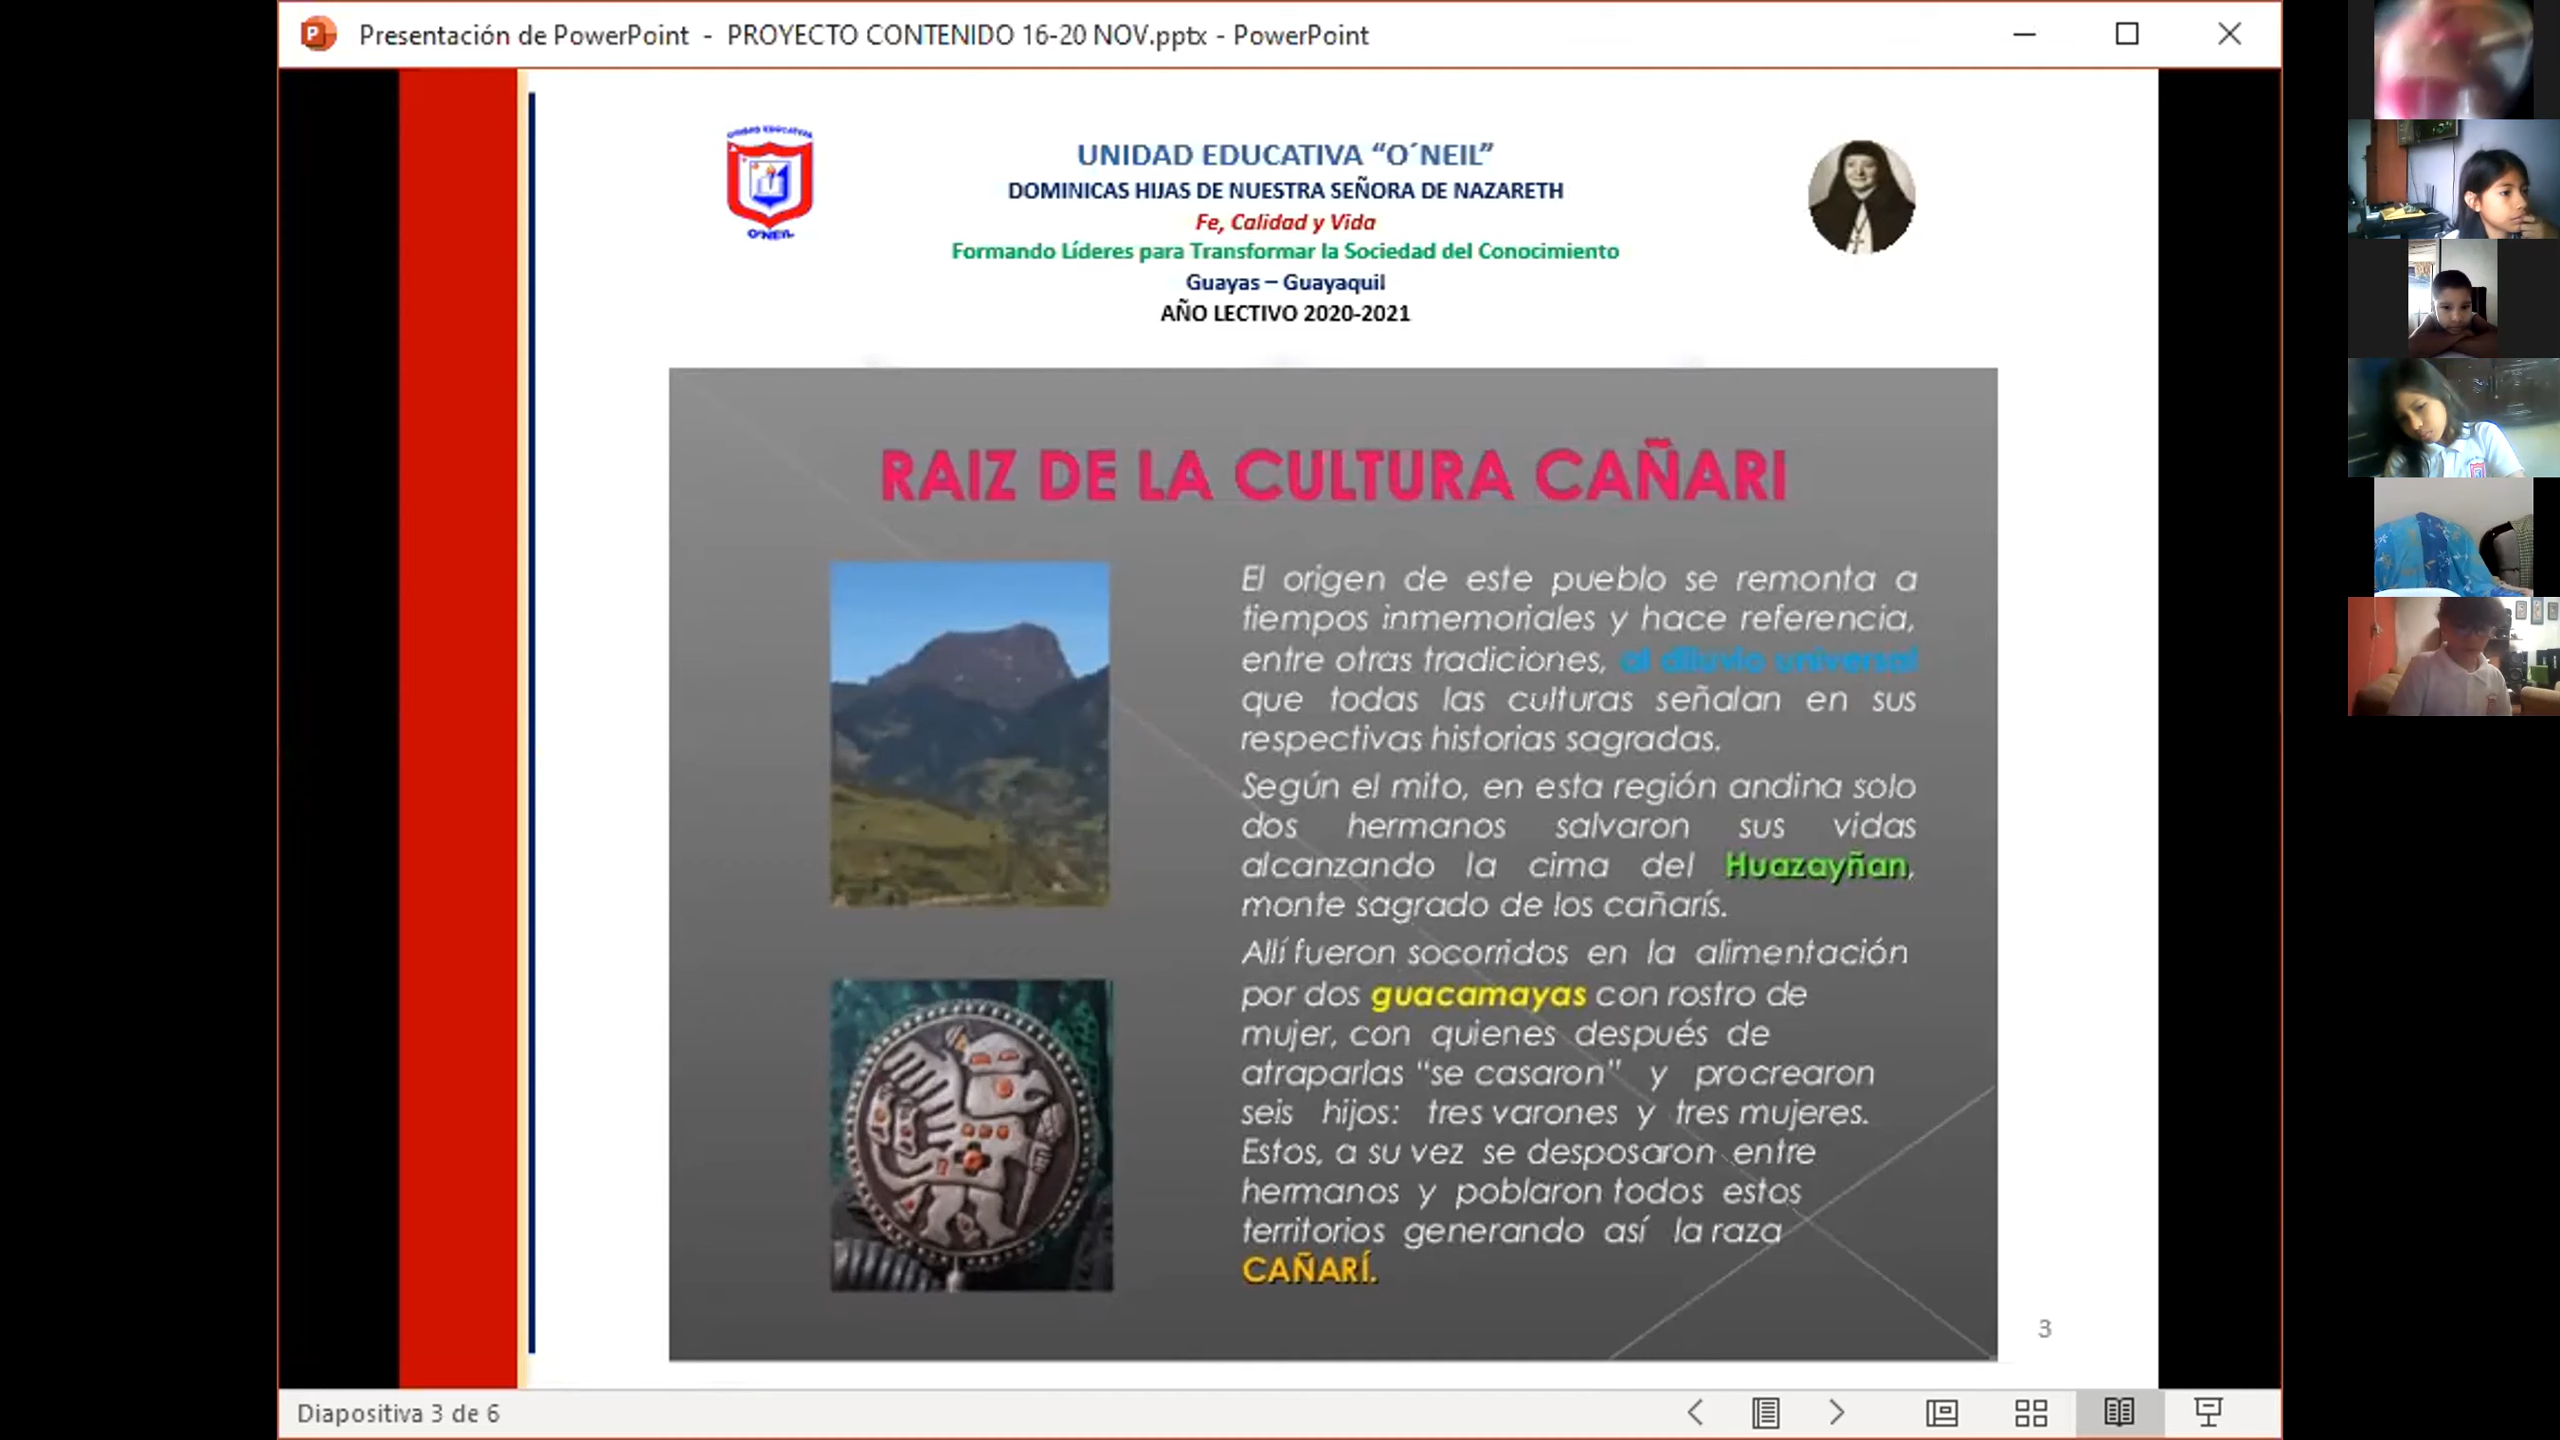 Presentación de PowerPoint - PROYECTO CONTENIDO 16-20 NOV.pptx - PowerPoint
UNIDAD EDUCATIVA
O'NEIL
UNIDAD EDUCATIVA “O´NEIL”
DOMINICAS HIJAS DE NUESTRA SEÑORA DE NAZARETH
Fe, Calidad y Vida
Formando Líderes para Transformar la Sociedad del Conocimiento
Guayas – Guayaquil
AÑO LECTIVO 2020-2021
RAIZ DE LA CULTURA CAÑARI
El origen de este pueblo se remonta a
tiempos inmemoriales y hace referencia,
entre otras tradiciones, al diluvio universal
que todas las culturas señalan en sus
respectivas historias sagradas.
Según el mito, en esta región andina solo
dos hermanos salvaron sus vidas
alcanzando la cima del Huazayñan,
monte sagrado de los cañarís.
Allí fueron socorridos en la alimentación
por dos guacamayas con rostro de
mujer, con quienes después de
atraparlas "se casaron" y procrearon
seis hijos: tres varones y tres mujeres.
Estos, a su vez se desposaron entre
hermanos y poblaron todos estos
territorios generando así la raza
CAÑARÍ.
3
Diapositiva 3 de 6